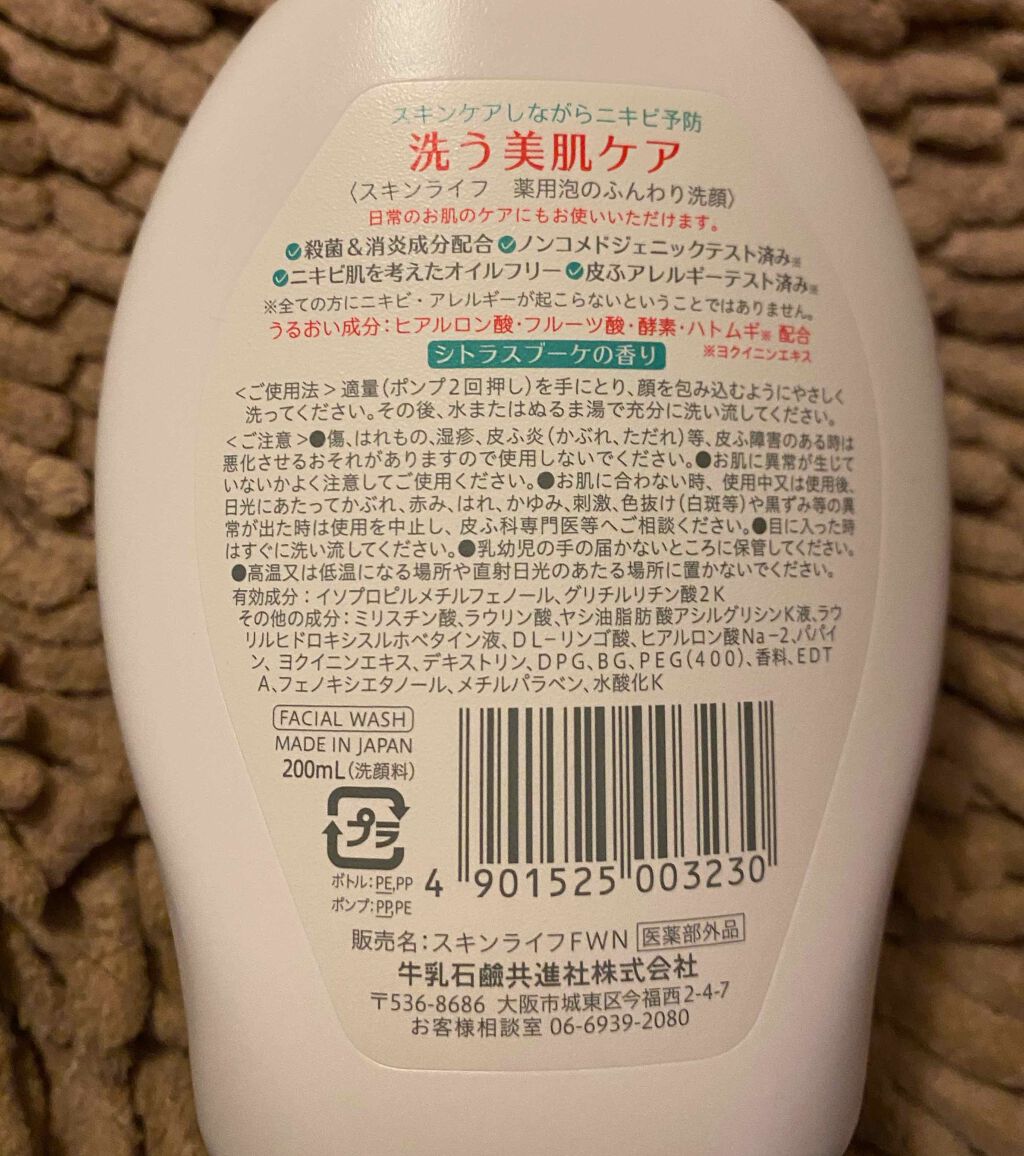 スキンケアしながらニキビ予防
洗う美肌ケア
〈スキンライフ 薬用泡のふんわり洗顔〉
日常のお肌のケアにもお使いいただけます。
殺菌&消炎成分配合 ノンコメドジェニックテスト済み※
ニキビ肌を考えたオイルフリー 皮ふアレルギーテスト済み※
※全ての方にニキビ・アレルギーが起こらないということではありません。
うるおい成分:ヒアルロン酸・フルーツ酸・酵素・ハトムギ※ 配合
シトラスブーケの香り ※ヨクイニンエキス
<ご使用法>適量(ポンプ2回押し)を手にとり、顔を包み込むようにやさしく
洗ってください。その後、水またはぬるま湯で充分に洗い流してください。
<ご注意>●傷、はれもの、湿疹、皮ふ炎(かぶれ、ただれ)等、皮ふ障害のある時は
悪化させるおそれがありますので使用しないでください。●お肌に異常が生じて
いないかよく注意してご使用ください。●お肌に合わない時、使用中又は使用後、
日光にあたってかぶれ、赤み、はれ、かゆみ、刺激、色抜け(白斑等)や黒ずみ等の異
常が出た時は使用を中止し、皮ふ科専門医等へご相談ください。●目に入った時
はすぐに洗い流してください。●乳幼児の手の届かないところに保管してください。
●高温又は低温になる場所や直射日光のあたる場所に置かないでください。
有効成分:イソプロピルメチルフェノール、グリチルリチン酸2K
その他の成分:ミリスチン酸、ラウリン酸、ヤシ油脂肪酸アシルグリシンK液、ラウ
リルヒドロキシスルホベタイン液、DL-リンゴ酸、ヒアルロン酸Na-2、パパイ
ン、ヨクイニンエキス、デキストリン、DPG、BG、PEG(400)、香料、EDT
A、フェノキシエタノール、メチルパラベン、水酸化K
FACIAL WASH
MADE IN JAPAN
200mL(洗顔料)
プラ
ボトル:PE,PP
ポンプ:PP,PE
4 901525 003230
販売名:スキンライフFWN 医薬部外品
牛乳石鹼共進社株式会社
〒536-8686 大阪市城東区今福西2-4-7
お客様相談室 06-6939-2080